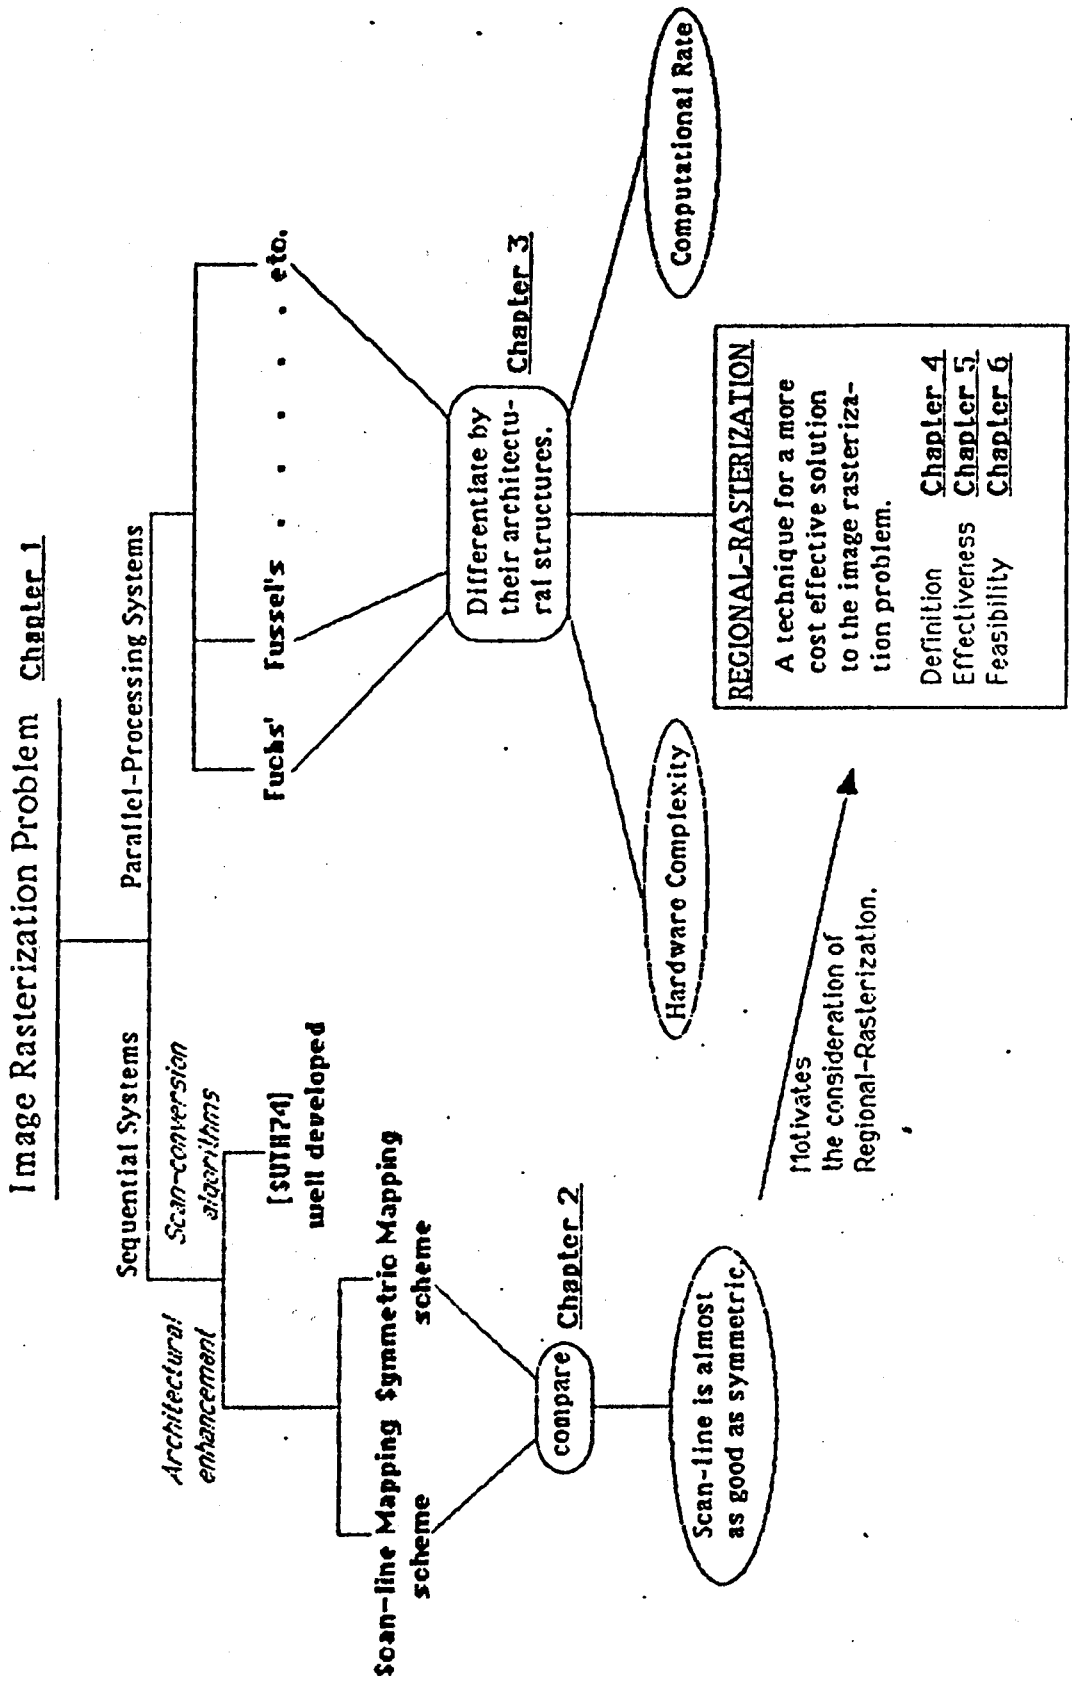 Image Rasterization Problem Chapter 1
Sequential Systems
Parallel-Processing Systems
Architectural
enhancement
Scan-conversion
algorithms
[SUTH74]
well developed
Fuchs'
Fussel's
. . . . . etc.
Scan-line Mapping
scheme
Symmetric Mapping
scheme
compare
Chapter 2
Scan-line is almost
as good as symmetric.
Differentiate by
their architectu-
ral structures.
Chapter 3
Hardware Complexity
Computational Rate
Motivates
the consideration of
Regional-Rasterization.
REGIONAL-RASTERIZATION
A technique for a more
cost effective solution
to the image rasteriza-
tion problem.
Definition Chapter 4
Effectiveness Chapter 5
Feasibility Chapter 6